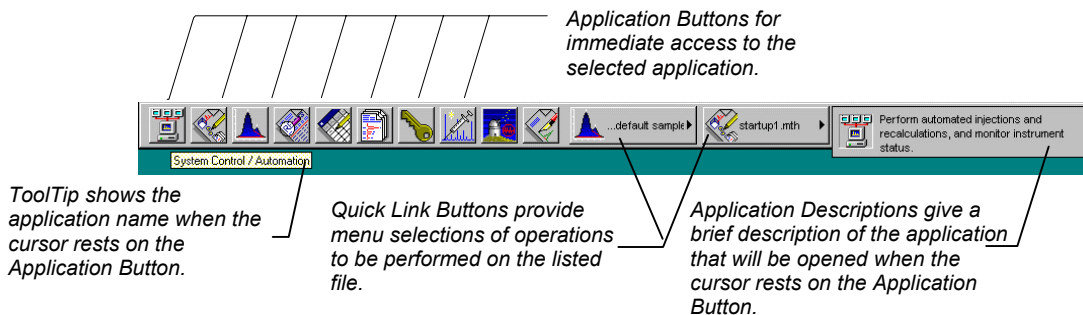 Application Buttons for
immediate access to the
selected application.
...default sample
startup1.mth
Perform automated injections and
recalculations, and monitor instrument
status.
System Control / Automation
ToolTip shows the
application name when the
cursor rests on the
Application Button.
Quick Link Buttons provide
menu selections of operations
to be performed on the listed
file.
Application Descriptions give a
brief description of the application
that will be opened when the
cursor rests on the Application
Button.